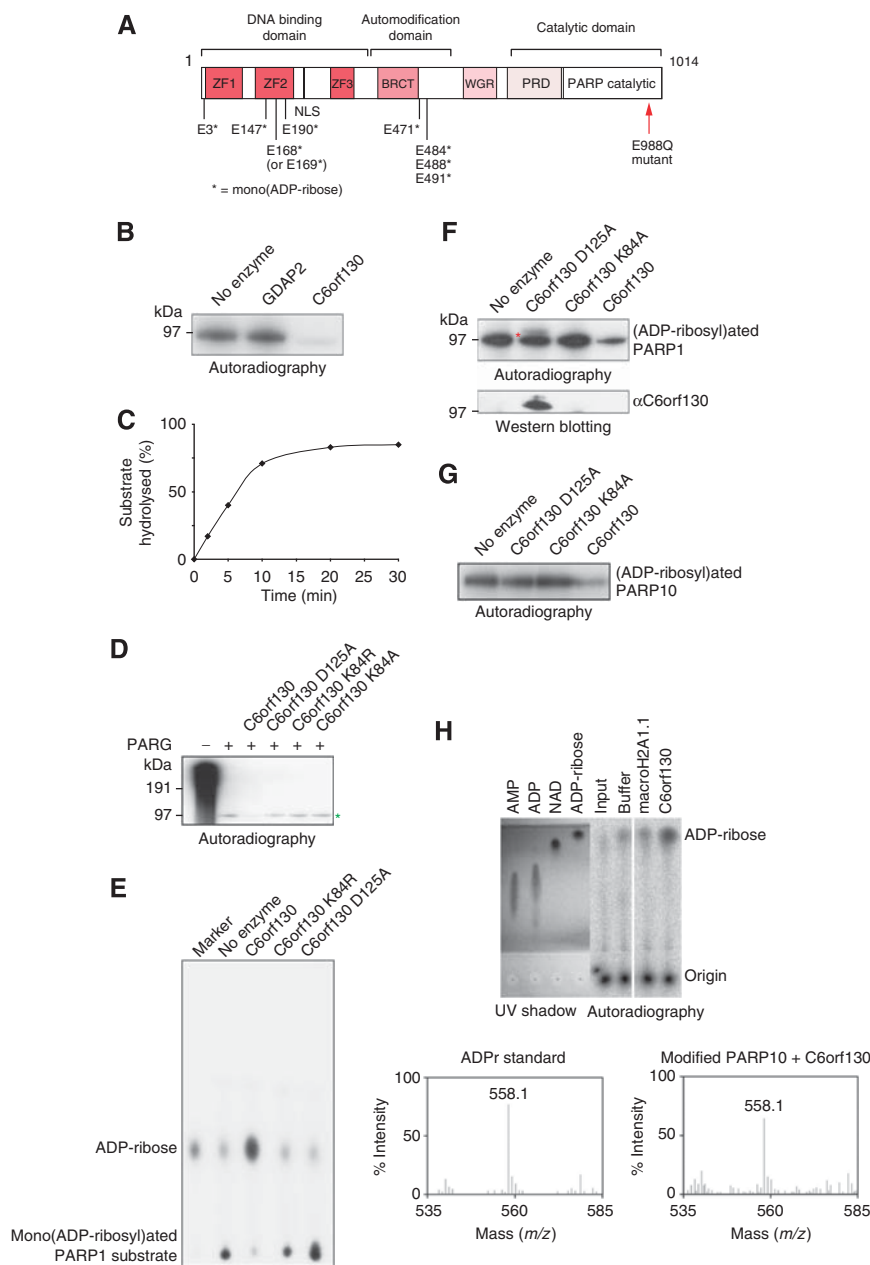 A
DNA binding
domain
Automodification
domain
Catalytic domain
1
1014
ZF1
ZF2
ZF3
BRCT
WGR
PRD
PARP catalytic
NLS
E3*
E147*
E190*
E471*
E168*
(or E169*)
E484*
E488*
E491*
E988Q
mutant
* = mono(ADP-ribose)
B
No enzyme
GDAP2
C6orf130
kDa
97
Autoradiography
C
Substrate
hydrolysed (%)
100
50
0
0 5 10 15 20 25 30
Time (min)
D
C6orf130
C6orf130 D125A
C6orf130 K84R
C6orf130 K84A
PARG – + + + + +
kDa
191
97
*
Autoradiography
E
Marker
No enzyme
C6orf130
C6orf130 K84R
C6orf130 D125A
ADP-ribose
Mono(ADP-ribosyl)ated
PARP1 substrate
F
No enzyme
C6orf130 D125A
C6orf130 K84A
C6orf130
kDa
97
*
(ADP-ribosyl)ated
PARP1
Autoradiography
αC6orf130
97
Western blotting
G
No enzyme
C6orf130 D125A
C6orf130 K84A
C6orf130
(ADP-ribosyl)ated
PARP10
Autoradiography
H
AMP
ADP
NAD
ADP-ribose
Input
Buffer
macroH2A1.1
C6orf130
ADP-ribose
Origin
UV shadow
Autoradiography
ADPr standard
% Intensity
100
50
0
558.1
535 560 585
Mass (m/z)
Modified PARP10 + C6orf130
% Intensity
100
50
0
558.1
535 560 585
Mass (m/z)